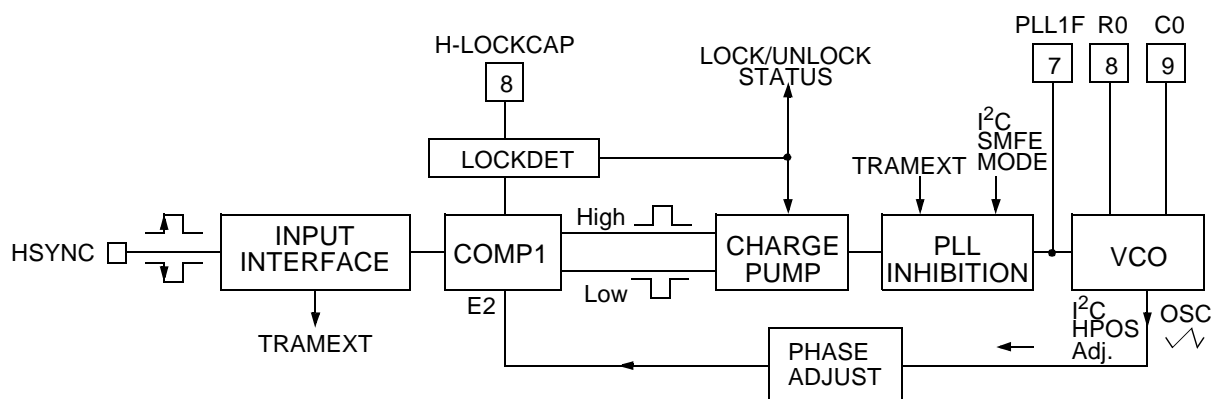 PLL1F R0 C0
H-LOCKCAP
LOCK/UNLOCK
STATUS
8
7 8 9
I2C
SMFE
MODE
LOCKDET
TRAMEXT
HSYNC
INPUT
INTERFACE
COMP1
High
Low
CHARGE
PUMP
PLL
INHIBITION
VCO
E2
TRAMEXT
I2C
HPOS
Adj.
OSC
PHASE
ADJUST